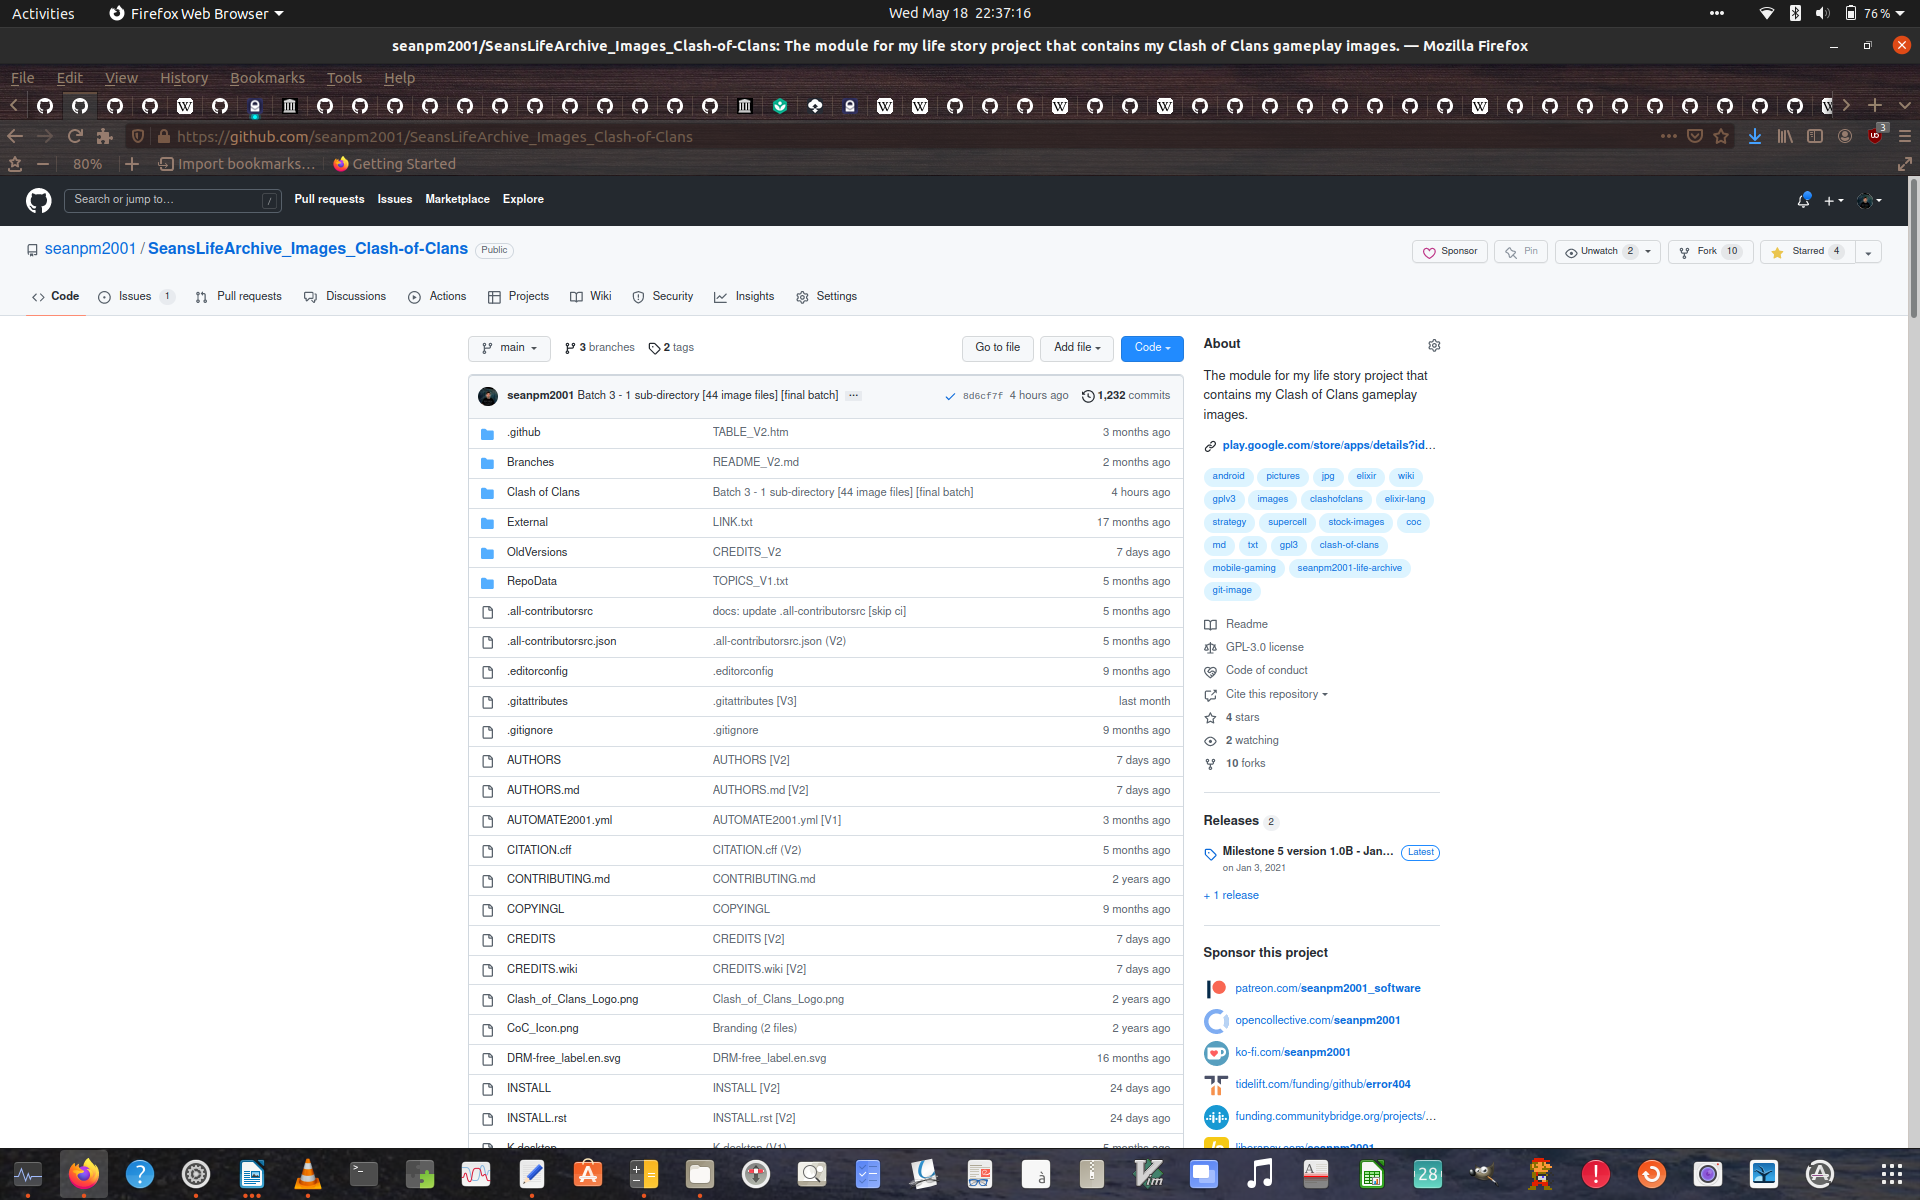 Activities Firefox Web Browser Wed May 18 22:37:16 76 %
seanpm2001/SeansLifeArchive_Images_Clash-of-Clans: The module for my life story project that contains my Clash of Clans gameplay images. — Mozilla Firefox
File Edit View History Bookmarks Tools Help
https://github.com/seanpm2001/SeansLifeArchive_Images_Clash-of-Clans 3
80% Import bookmarks... Getting Started
Search or jump to... / Pull requests Issues Marketplace Explore
seanpm2001 / SeansLifeArchive_Images_Clash-of-Clans Public Sponsor Pin Unwatch 2 Fork 10 Starred 4
Code Issues 1 Pull requests Discussions Actions Projects Wiki Security Insights Settings
main 3 branches 2 tags Go to file Add file Code
seanpm2001 Batch 3 - 1 sub-directory [44 image files] [final batch] ... 8d6cf7f 4 hours ago 1,232 commits
.github TABLE_V2.htm 3 months ago
Branches README_V2.md 2 months ago
Clash of Clans Batch 3 - 1 sub-directory [44 image files] [final batch] 4 hours ago
External LINK.txt 17 months ago
OldVersions CREDITS_V2 7 days ago
RepoData TOPICS_V1.txt 5 months ago
.all-contributorsrc docs: update .all-contributorsrc [skip ci] 5 months ago
.all-contributorsrc.json .all-contributorsrc.json (V2) 5 months ago
.editorconfig .editorconfig 9 months ago
.gitattributes .gitattributes [V3] last month
.gitignore .gitignore 9 months ago
AUTHORS AUTHORS [V2] 7 days ago
AUTHORS.md AUTHORS.md [V2] 7 days ago
AUTOMATE2001.yml AUTOMATE2001.yml [V1] 3 months ago
CITATION.cff CITATION.cff (V2) 5 months ago
CONTRIBUTING.md CONTRIBUTING.md 2 years ago
COPYINGL COPYINGL 9 months ago
CREDITS CREDITS [V2] 7 days ago
CREDITS.wiki CREDITS.wiki [V2] 7 days ago
Clash_of_Clans_Logo.png Clash_of_Clans_Logo.png 2 years ago
CoC_Icon.png Branding (2 files) 2 years ago
DRM-free_label.en.svg DRM-free_label.en.svg 16 months ago
INSTALL INSTALL [V2] 24 days ago
INSTALL.rst INSTALL.rst [V2] 24 days ago
About
The module for my life story project that
contains my Clash of Clans gameplay
images.
play.google.com/store/apps/details?id...
android pictures jpg elixir wiki
gplv3 images clashofclans elixir-lang
strategy supercell stock-images coc
md txt gpl3 clash-of-clans
mobile-gaming seanpm2001-life-archive
git-image
Readme
GPL-3.0 license
Code of conduct
Cite this repository
4 stars
2 watching
10 forks
Releases 2
Milestone 5 version 1.0B - Jan... Latest
on Jan 3, 2021
+ 1 release
Sponsor this project
patreon.com/seanpm2001_software
opencollective.com/seanpm2001
ko-fi.com/seanpm2001
tidelift.com/funding/github/error404
funding.communitybridge.org/projects/...
28